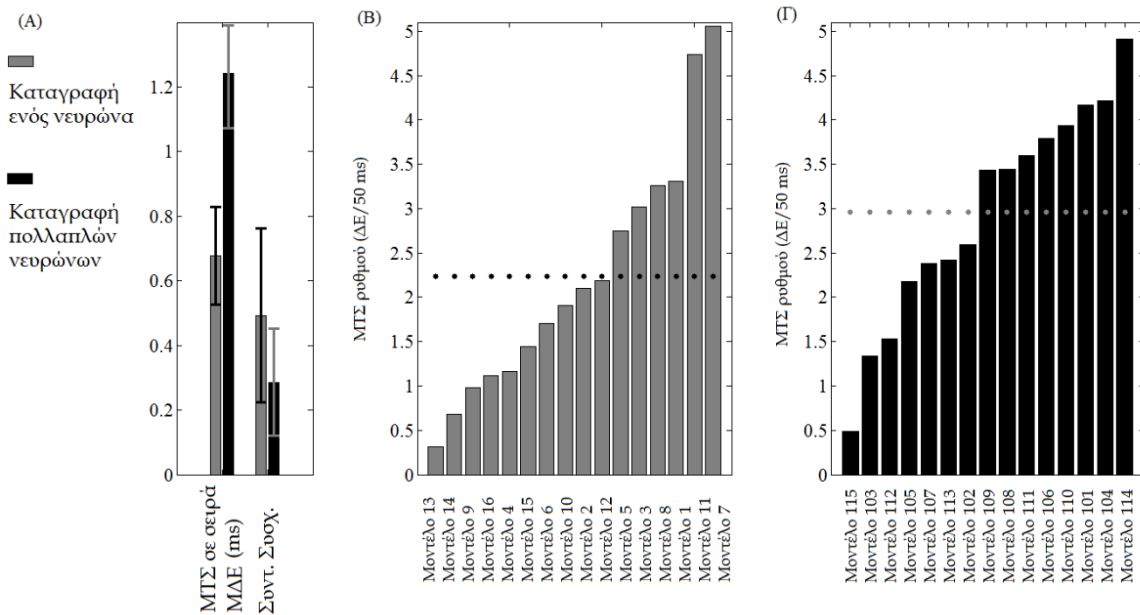 (Α)
Καταγραφή
ενός νευρώνα
Καταγραφή
πολλαπλών
νευρώνων
1.2
1
0.8
0.6
0.4
0.2
0
ΜΤΣ σε σειρά
ΜΔΕ (ms)
Συντ. Συσχ.
(Β)
ΜΤΣ ρυθμού (ΔΕ/50 ms)
5
4.5
4
3.5
3
2.5
2
1.5
1
0.5
0
Μοντέλο 13
Μοντέλο 14
Μοντέλο 9
Μοντέλο 16
Μοντέλο 4
Μοντέλο 15
Μοντέλο 6
Μοντέλο 10
Μοντέλο 2
Μοντέλο 12
Μοντέλο 5
Μοντέλο 3
Μοντέλο 8
Μοντέλο 1
Μοντέλο 11
Μοντέλο 7
(Γ)
ΜΤΣ ρυθμού (ΔΕ/50 ms)
5
4.5
4
3.5
3
2.5
2
1.5
1
0.5
0
Μοντέλο 115
Μοντέλο 103
Μοντέλο 112
Μοντέλο 105
Μοντέλο 107
Μοντέλο 113
Μοντέλο 102
Μοντέλο 109
Μοντέλο 108
Μοντέλο 111
Μοντέλο 106
Μοντέλο 110
Μοντέλο 101
Μοντέλο 104
Μοντέλο 114